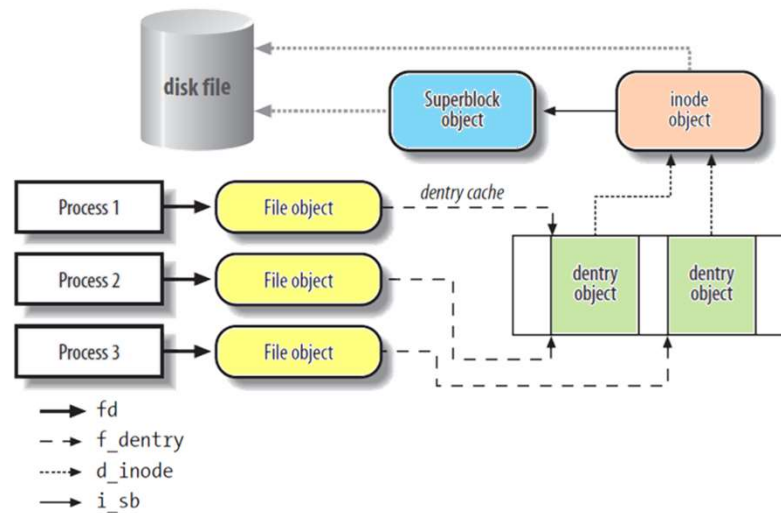 disk file
Superblock
object
inode
object
Process 1
File object
dentry cache
Process 2
File object
dentry
object
dentry
object
Process 3
File object
fd
f_dentry
d_inode
i_sb